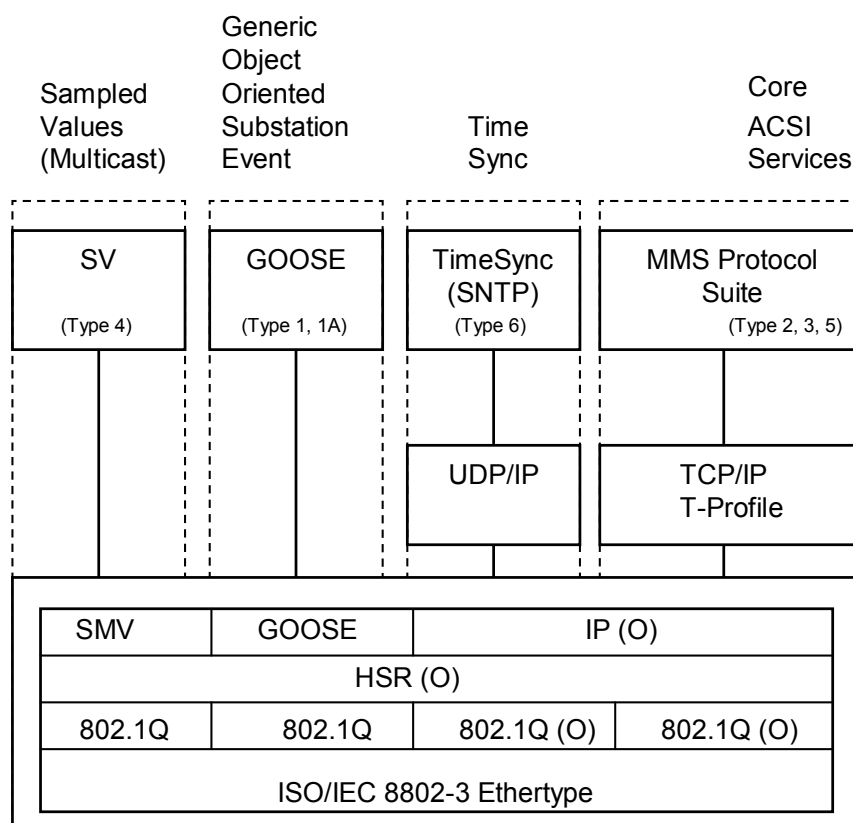 Sampled
Values
(Multicast)
Generic
Object
Oriented
Substation
Event
Time
Sync
Core
ACSI
Services
SV
(Type 4)
GOOSE
(Type 1, 1A)
TimeSync
(SNTP)
(Type 6)
MMS Protocol
Suite
(Type 2, 3, 5)
UDP/IP
TCP/IP
T-Profile
SMV
GOOSE
IP (O)
HSR (O)
802.1Q
802.1Q
802.1Q (O)
802.1Q (O)
ISO/IEC 8802-3 Ethertype